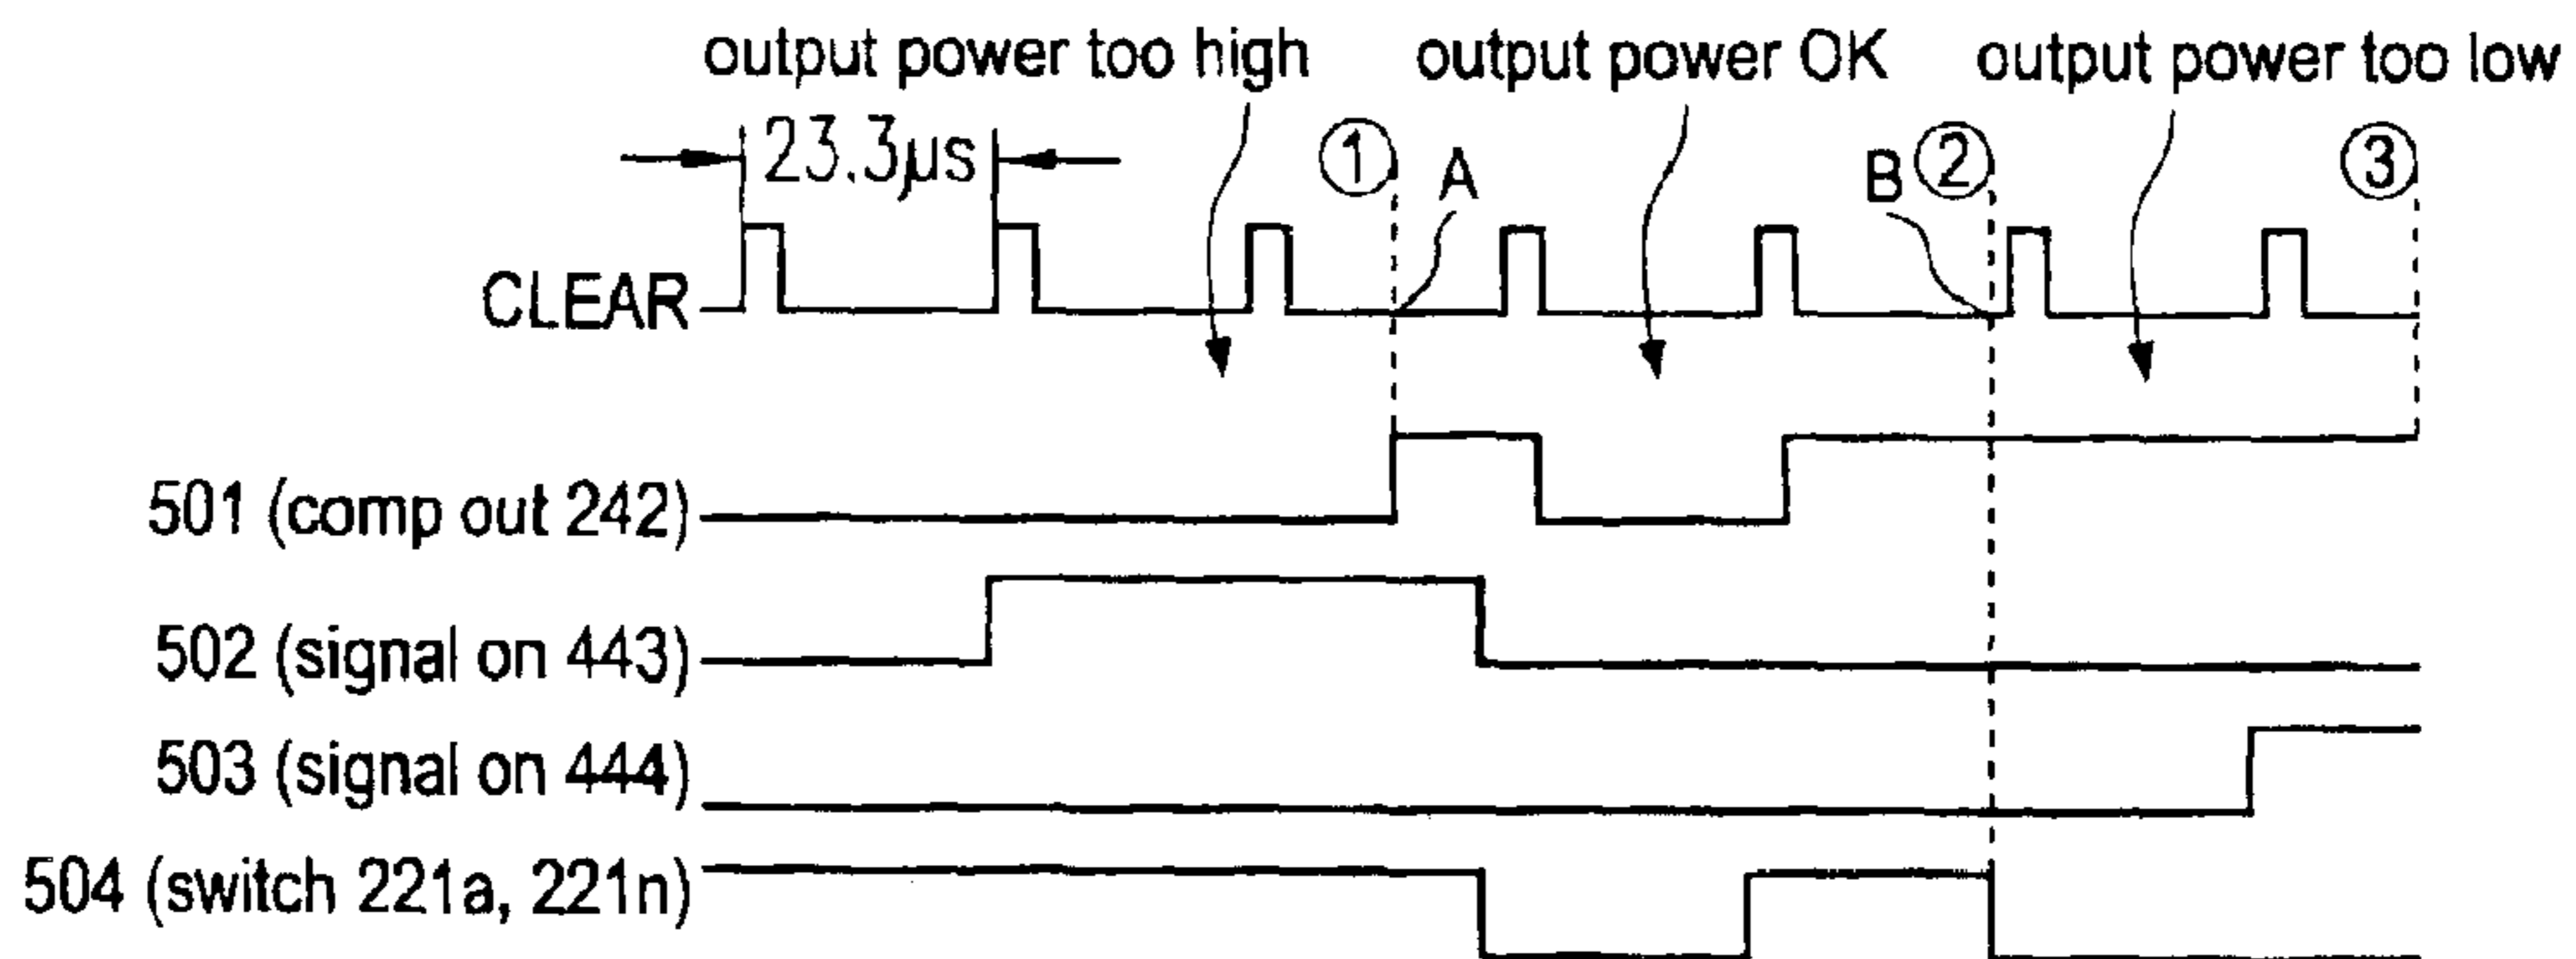 output power too high
output power OK
output power too low
23.3µs
①
A
B
②
③
CLEAR
501 (comp out 242)
502 (signal on 443)
503 (signal on 444)
504 (switch 221a, 221n)